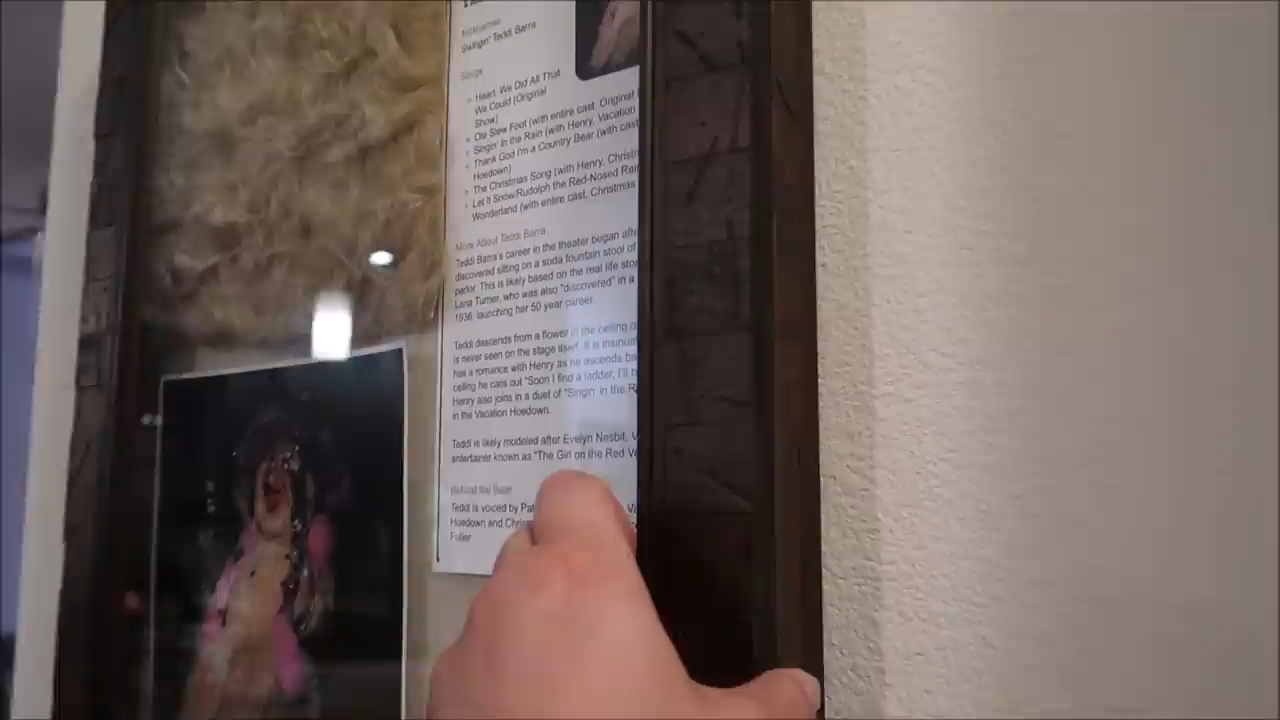 Nicknames
Swingin' Teddi Barra
Songs
Heart, We Did All That
We Could (Original
Show)
Ole Slew Foot (with entire cast, Original
Singin' In the Rain (with Henry, Vacation
Thank God I'm a Country Bear (with cast
Hoedown)
The Christmas Song (with Henry, Christm
Let It Snow/Rudolph the Red-Nosed Rei
Wonderland (with entire cast, Christmas
More About Teddi Barra
Teddi Barra's career in the theater began afte
discovered sitting on a soda fountain stool of
parlor. This is likely based on the real life stor
Lana Turner, who was also "discovered" in a
1936, launching her 50 year career.
Teddi descends from a flower in the ceiling o
is never seen on the stage itself. It is insinua
has a romance with Henry as he ascends ba
ceiling he calls out "Soon I find a ladder, I'll b
Henry also joins in a duet of "Singin' in the R
in the Vacation Hoedown.
Teddi is likely modeled after Evelyn Nesbit, V
entertainer known as "The Girl on the Red Ve
Behind the Bear
Teddi is voiced by Pat
Hoedown and Chris
Fuller